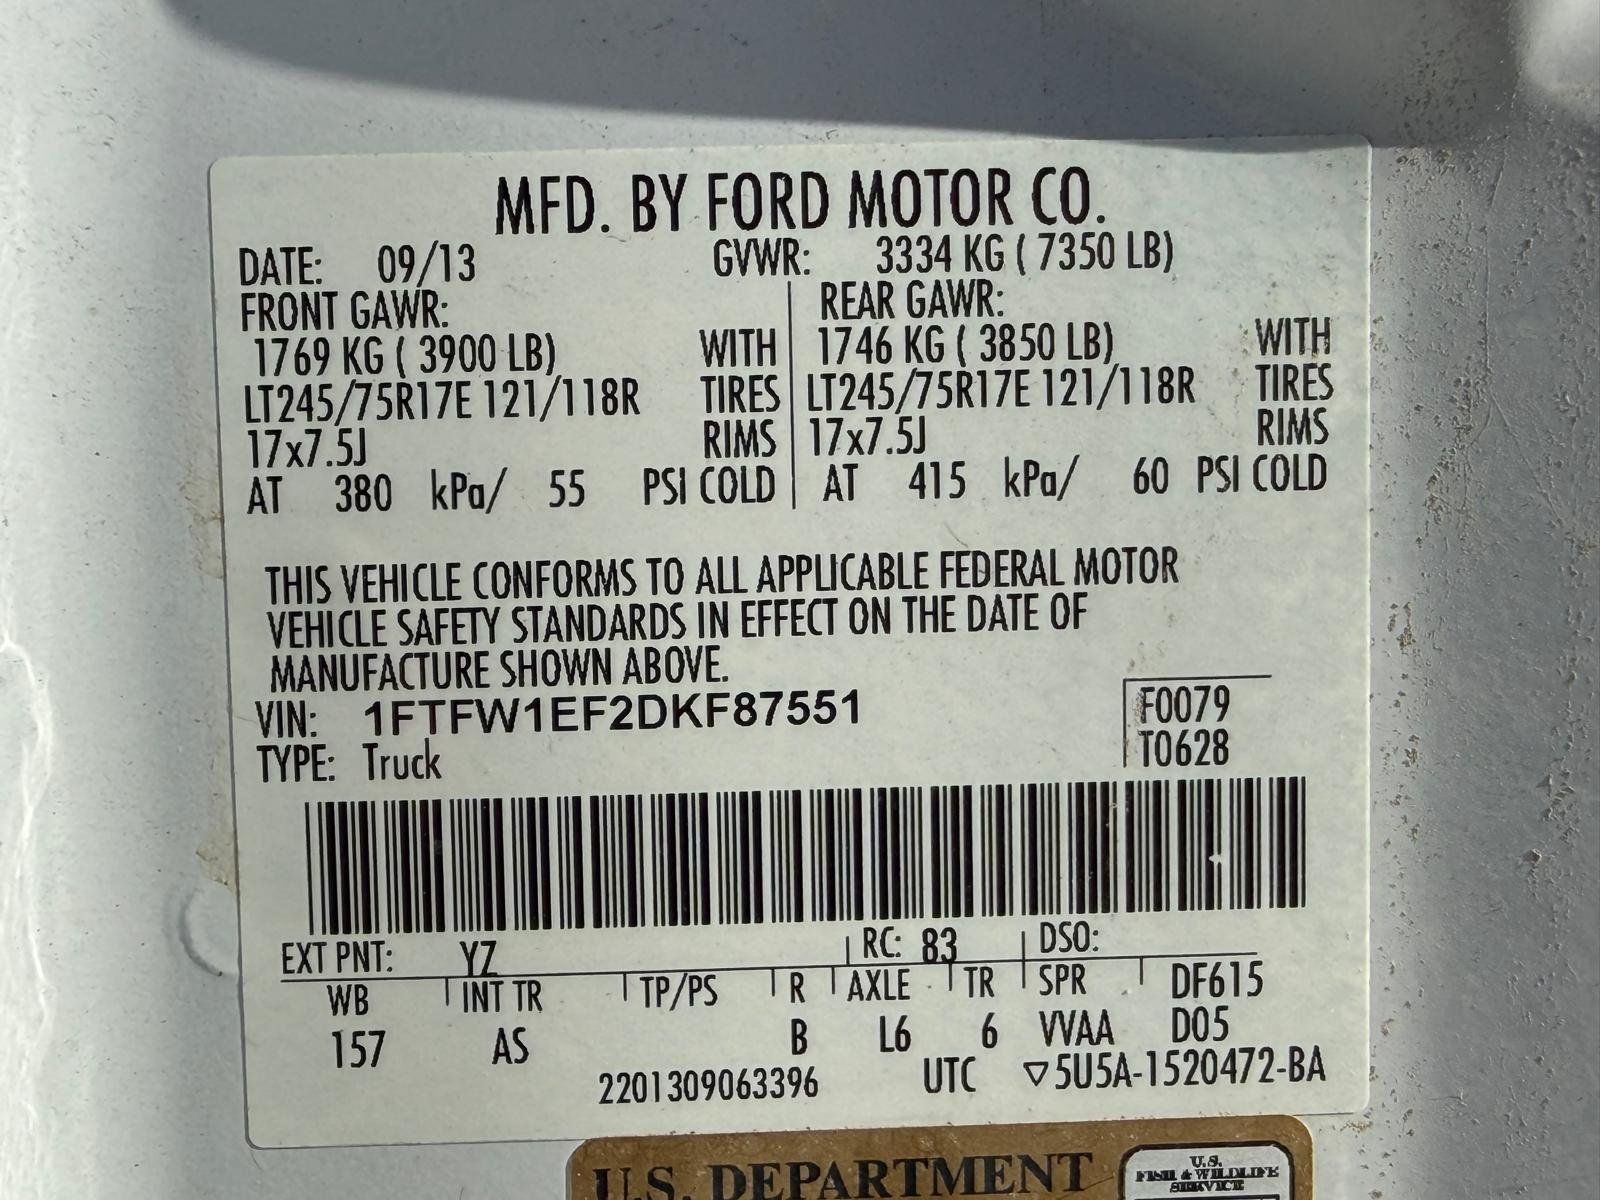 MFD. BY FORD MOTOR CO.
DATE: 09/13 GVWR: 3334 KG ( 7350 LB)
FRONT GAWR: REAR GAWR:
1769 KG ( 3900 LB) WITH 1746 KG ( 3850 LB) WITH
LT245/75R17E 121/118R TIRES LT245/75R17E 121/118R TIRES
17x7.5J RIMS 17x7.5J RIMS
AT 380 kPa/ 55 PSI COLD AT 415 kPa/ 60 PSI COLD
THIS VEHICLE CONFORMS TO ALL APPLICABLE FEDERAL MOTOR
VEHICLE SAFETY STANDARDS IN EFFECT ON THE DATE OF
MANUFACTURE SHOWN ABOVE.
VIN: 1FTFW1EF2DKF87551 F0079
TYPE: Truck T0628
EXT PNT: YZ RC: 83 DSO:
WB INT TR TP/PS R AXLE TR SPR DF615
157 AS B L6 6 VVAA D05
2201309063396 UTC ▽5U5A-1520472-BA
U.S. DEPARTMENT
U.S.
FISH & WILDLIFE
SERVICE